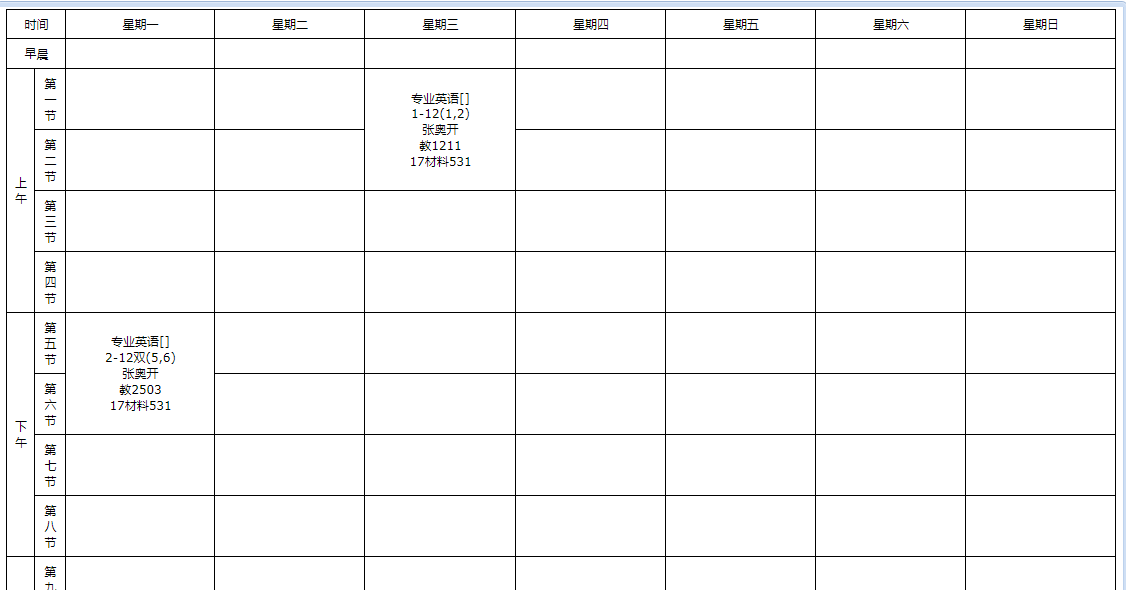 时间 星期一 星期二 星期三 星期四 星期五 星期六 星期日
早晨
上午
第一节
专业英语[]
1-12(1,2)
张奥开
教1211
17材料531
第二节
第三节
第四节
下午
第五节
专业英语[]
2-12双(5,6)
张奥开
教2503
17材料531
第六节
第七节
第八节
第九